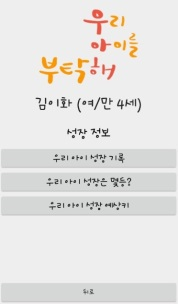 우리
아이를
부탁해
김이화 (여/만 4세)
성장 정보
우리 아이 성장 기록
우리 아이 성장은 몇등?
우리 아이 성장 예상키
뒤로